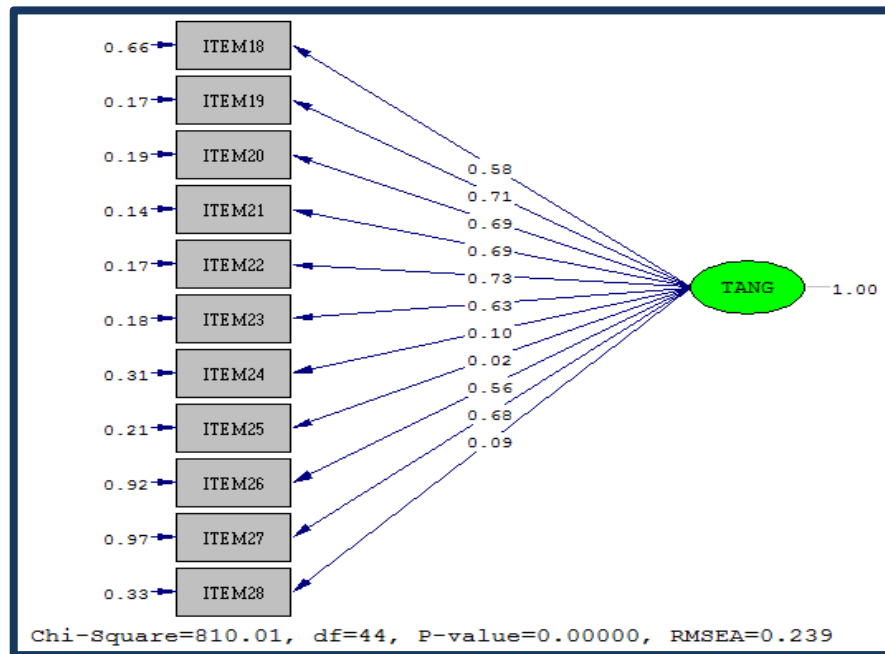 0.66 ITEM18
0.17 ITEM19
0.19 ITEM20
0.14 ITEM21
0.17 ITEM22
0.18 ITEM23
0.31 ITEM24
0.21 ITEM25
0.92 ITEM26
0.97 ITEM27
0.33 ITEM28
0.58
0.71
0.69
0.69
0.73
0.63
0.10
0.02
0.56
0.68
0.09
TANG 1.00
Chi-Square=810.01, df=44, P-value=0.00000, RMSEA=0.239